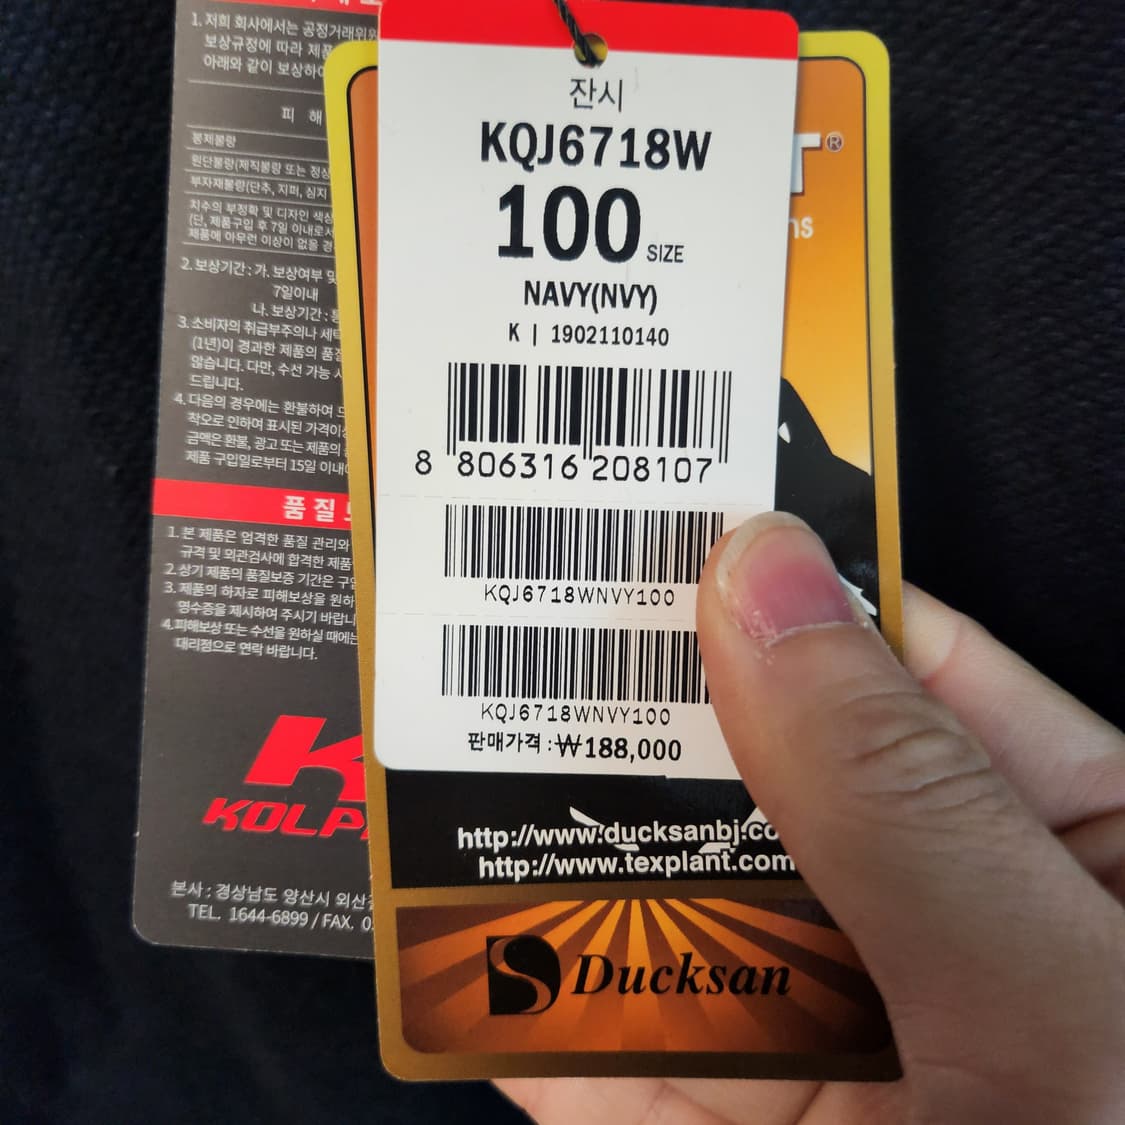 1. 저희 회사에서는 공정거래위원
보상규정에 따라 제품
아래와 같이 보상하
피 해
봉제불량
원단불량(제직불량 또는 정상
부자재불량(단추, 지퍼, 심지
치수의 부정확 및 디자인 색상
(단, 제품구입 후 7일 이내로서
제품에 아무런 이상이 없을 경
2. 보상기간 : 가. 보상여부 및
7일이내
나. 보상기간 :
3. 소비자의 취급부주의나 세탁
(1년)이 경과한 제품의 품질
않습니다. 다만, 수선 가능 시
드립니다.
4. 다음의 경우에는 환불하여 드
착오로 인하여 표시된 가격이상
금액은 환불, 광고 또는 제품의
제품 구입일로부터 15일 이내에
품 질
1. 본 제품은 엄격한 품질 관리와
규격 및 외관검사에 합격한 제품
2. 상기 제품의 품질보증 기간은 구입
3. 제품의 하자로 피해보상을 원하
영수증을 제시하여 주시기 바랍니
4. 피해보상 또는 수선을 원하실 때에는
대리점으로 연락 바랍니다.
K
KOLPA
본사 : 경상남도 양산시 외산
TEL. 1644-6899 / FAX. 0
잔시
KQJ6718W
100 SIZE
NAVY(NVY)
K | 1902110140
8 806316 208107
KQJ6718WNVY100
KQJ6718WNVY100
판매가격 : ₩188,000
T®
ns
http://www.ducksanbj.co
http://www.texplant.com
Ducksan